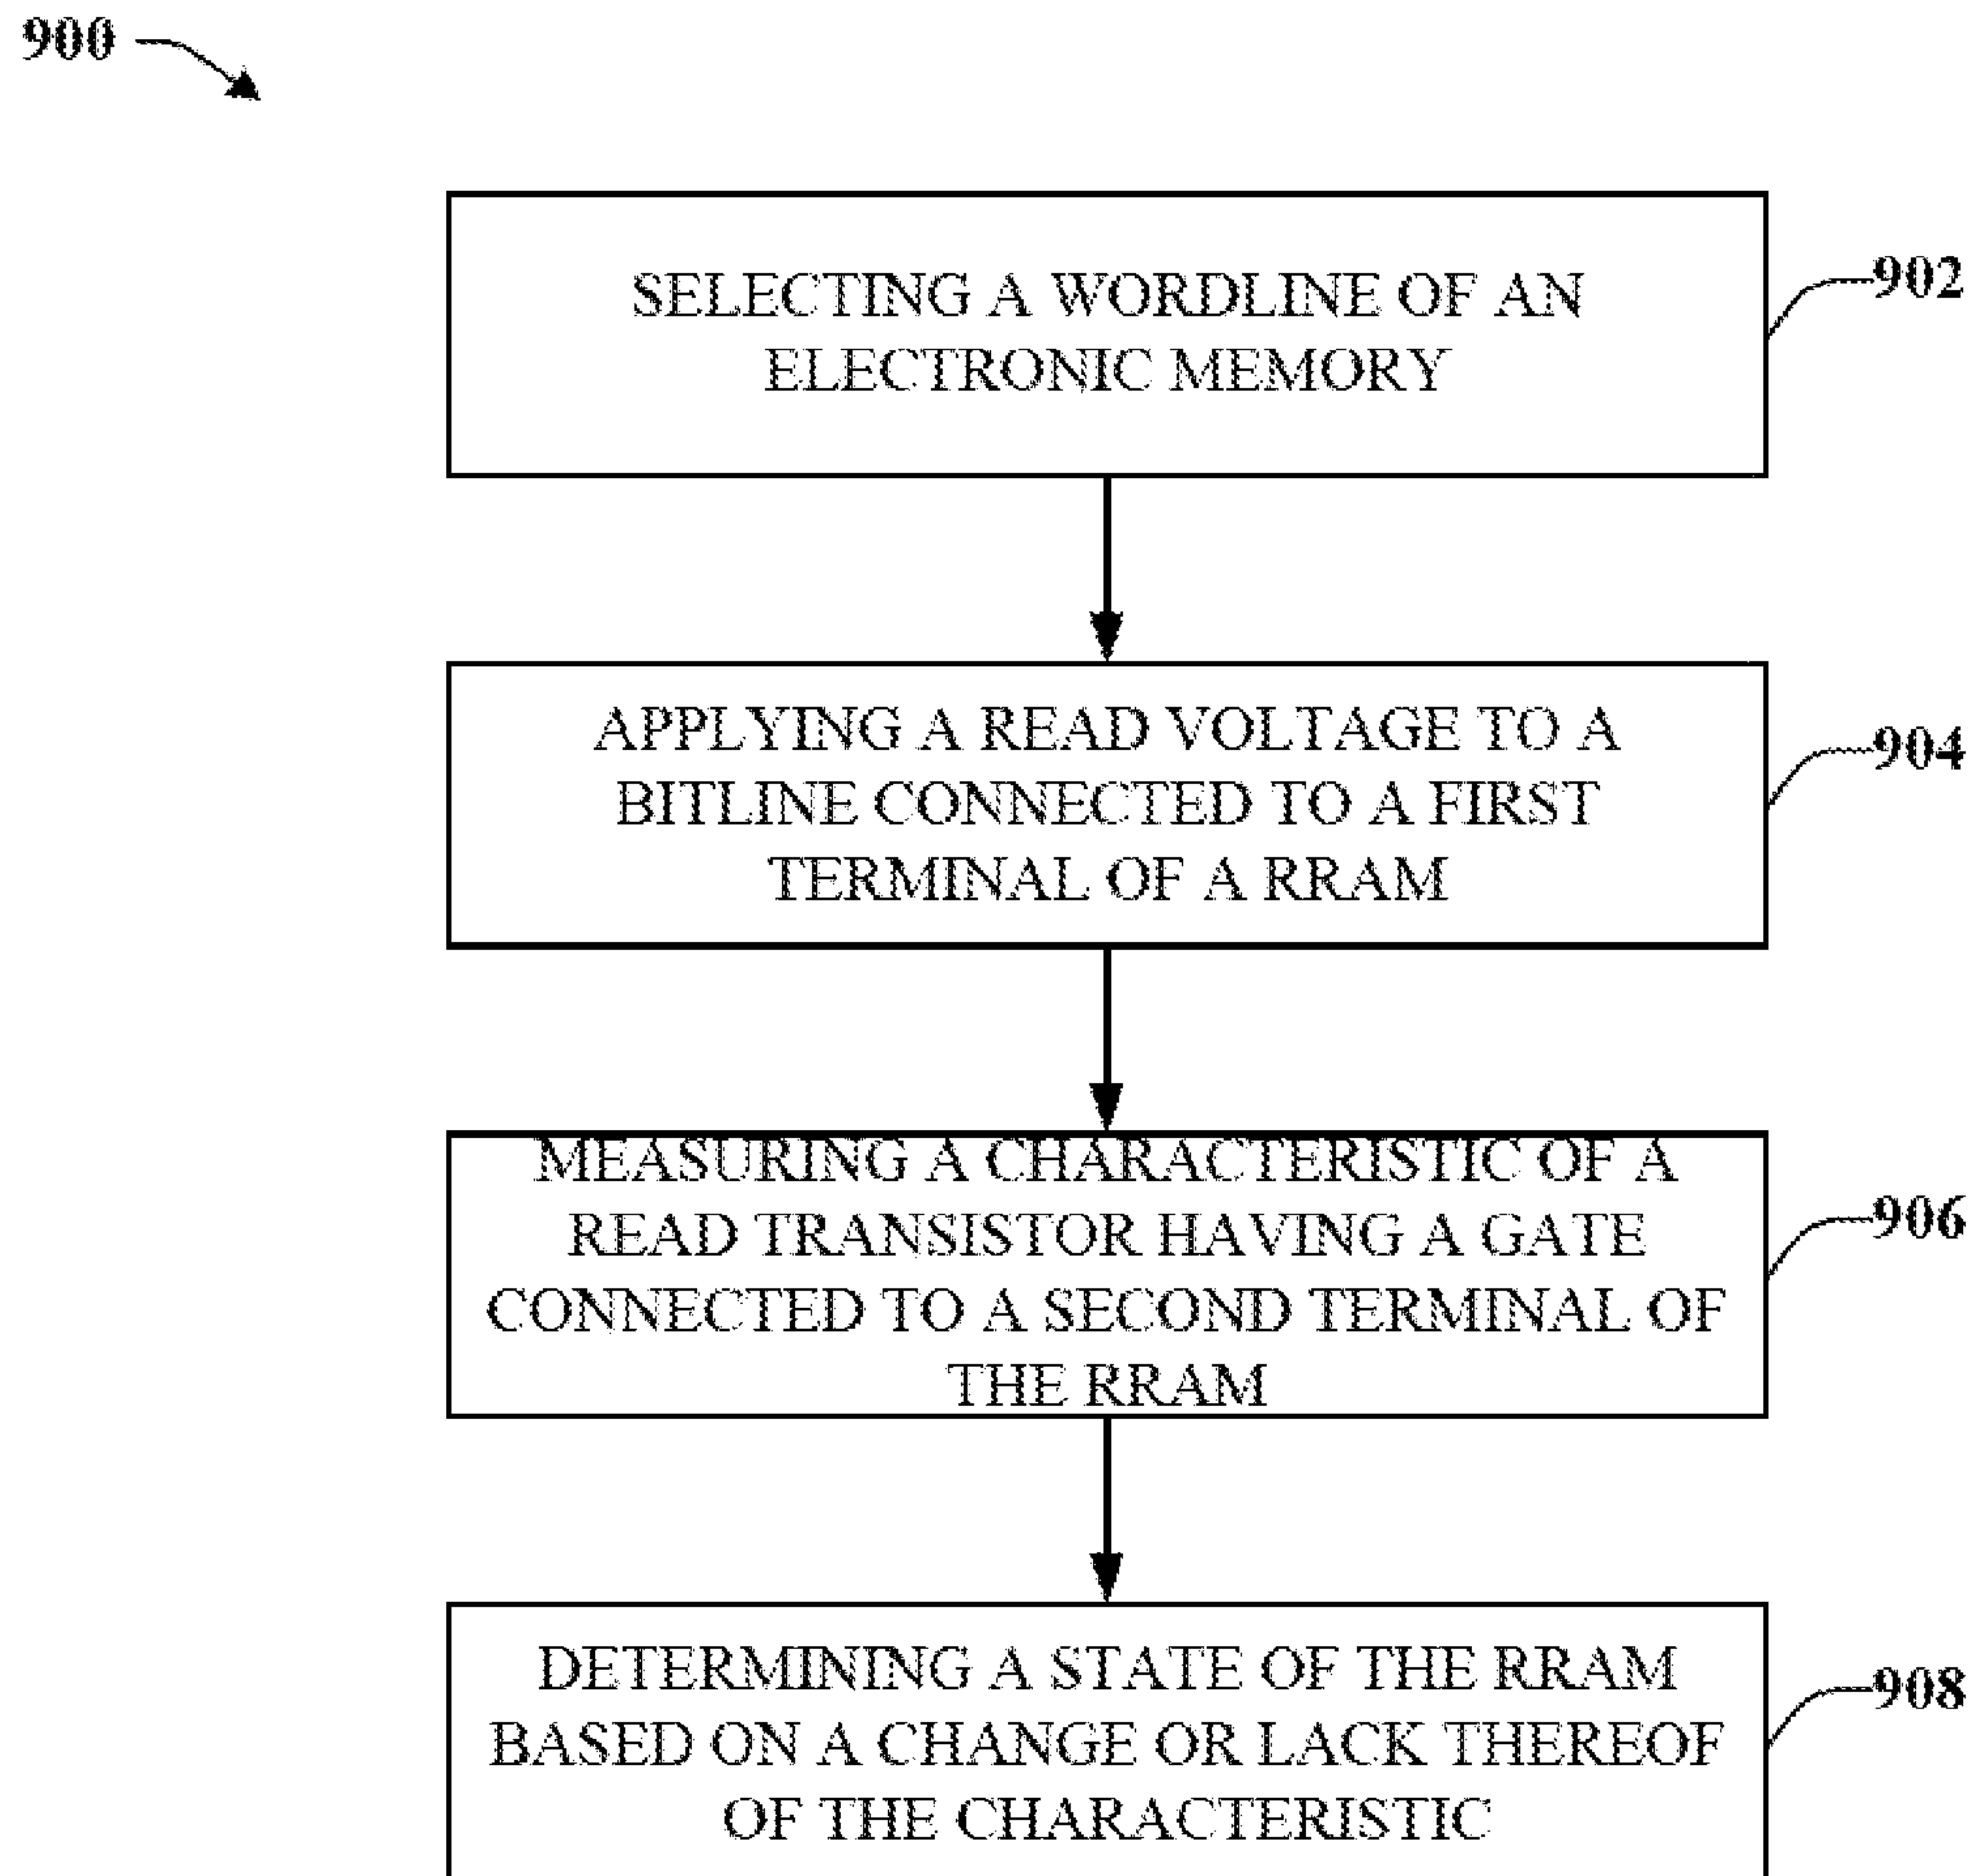 900
SELECTING A WORDLINE OF AN
ELECTRONIC MEMORY
902
APPLYING A READ VOLTAGE TO A
BITLINE CONNECTED TO A FIRST
TERMINAL OF A RRAM
904
MEASURING A CHARACTERISTIC OF A
READ TRANSISTOR HAVING A GATE
CONNECTED TO A SECOND TERMINAL OF
THE RRAM
906
DETERMINING A STATE OF THE RRAM
BASED ON A CHANGE OR LACK THEREOF
OF THE CHARACTERISTIC
908